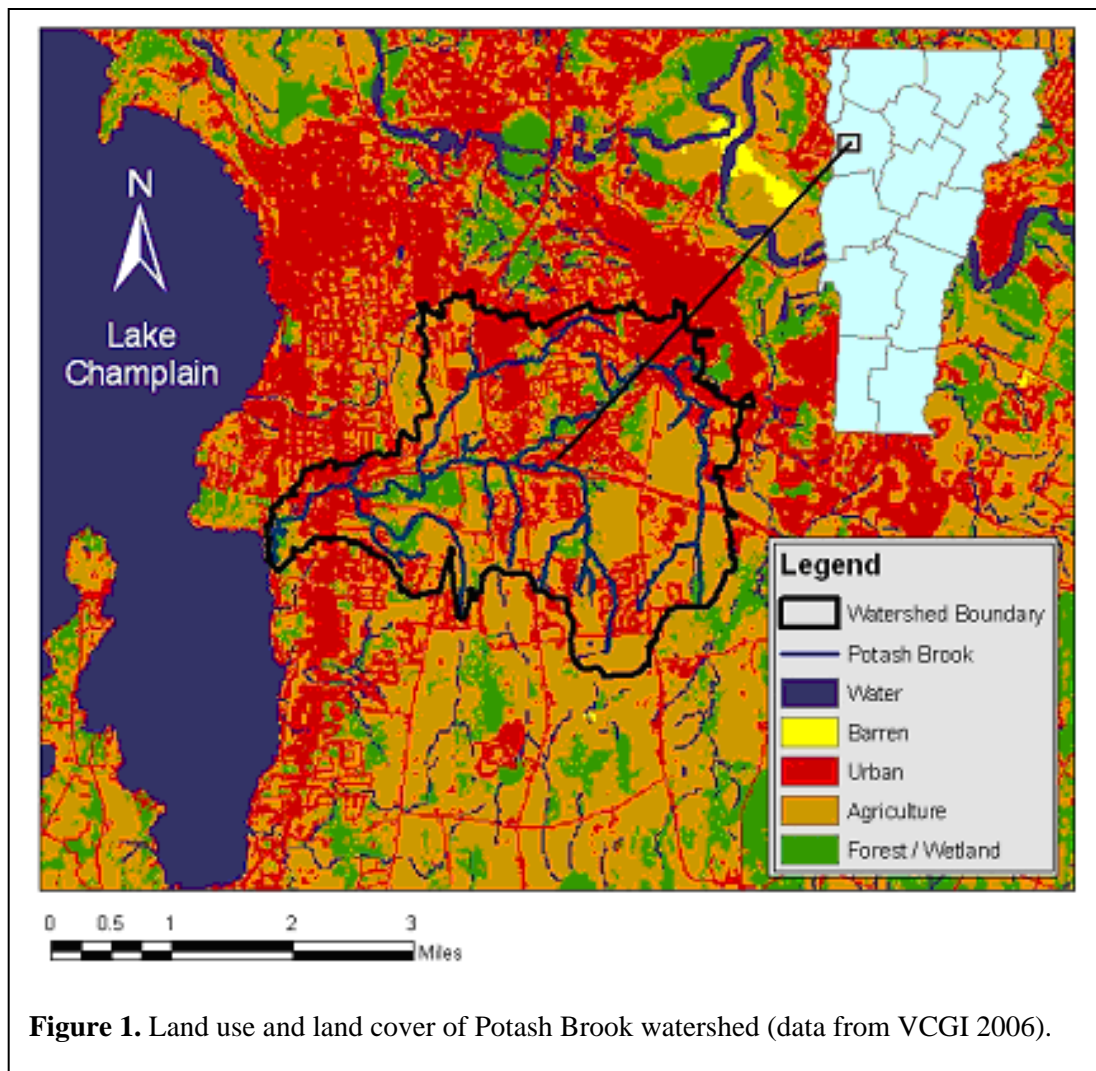 N
Lake
Champlain
Legend
Watershed Boundary
Potash Brook
Water
Barren
Urban
Agriculture
Forest / Wetland
0 0.5 1 2 3
Miles
Figure 1. Land use and land cover of Potash Brook watershed (data from VCGI 2006).